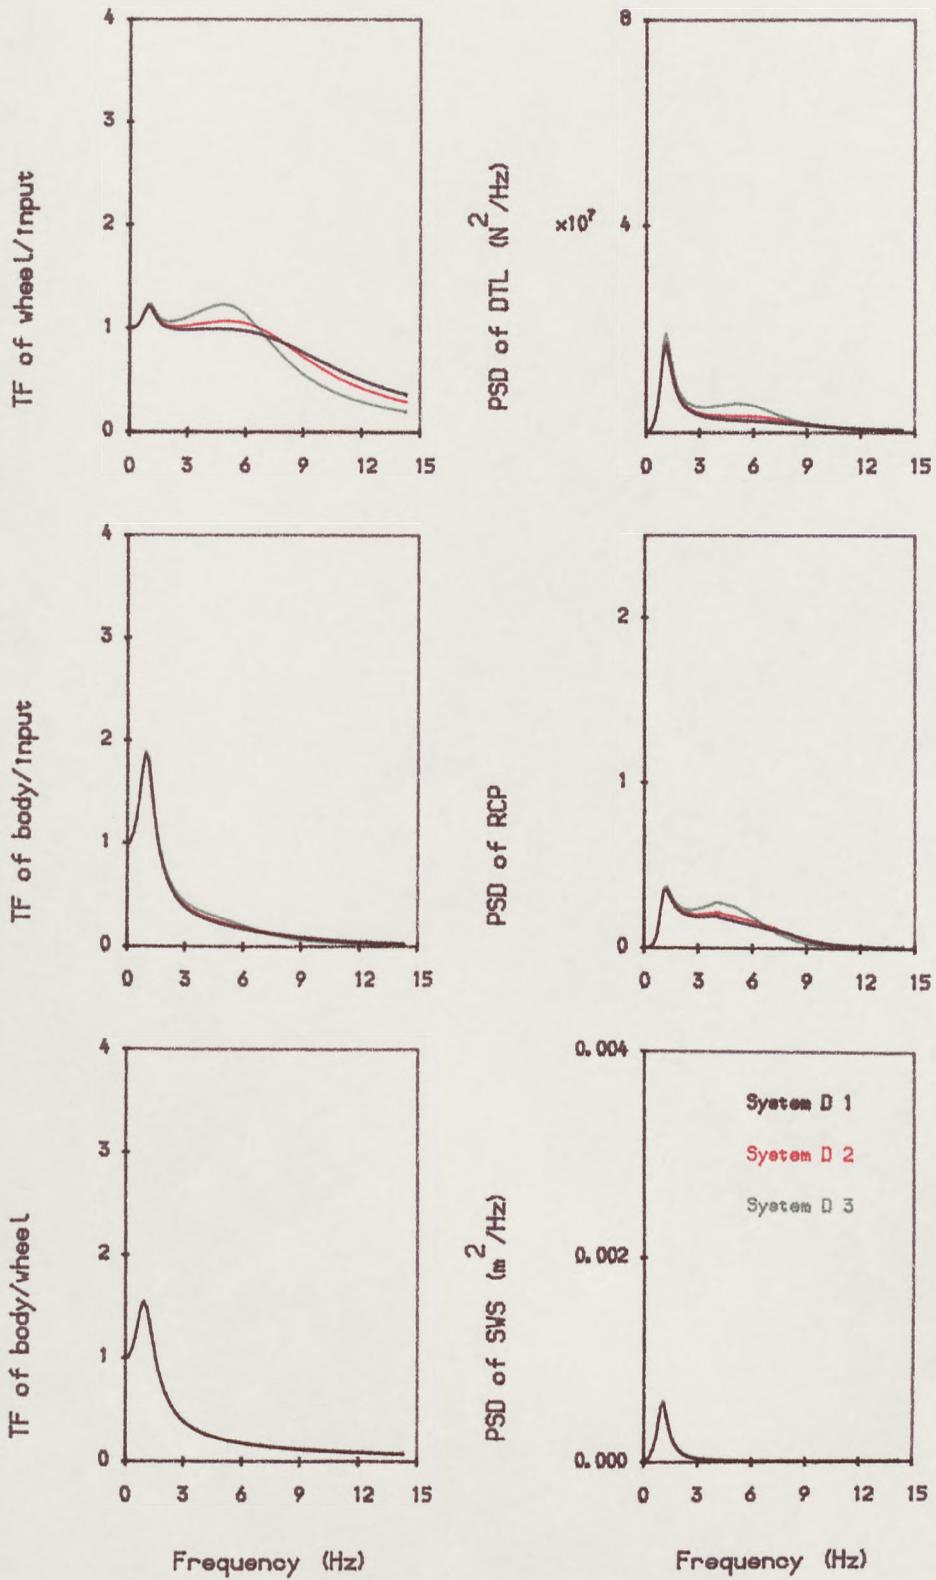 TF of wheel/input
4
3
2
1
0
0 3 6 9 12 15
PSD of DTL (N²/Hz)
×10⁷
8
4
0 3 6 9 12 15
TF of body/input
4
3
2
1
0
0 3 6 9 12 15
PSD of RCP
2
1
0
0 3 6 9 12 15
TF of body/wheel
4
3
2
1
0
0 3 6 9 12 15
Frequency (Hz)
PSD of SWS (m²/Hz)
0.004
0.002
0.000
System D 1
System D 2
System D 3
0 3 6 9 12 15
Frequency (Hz)